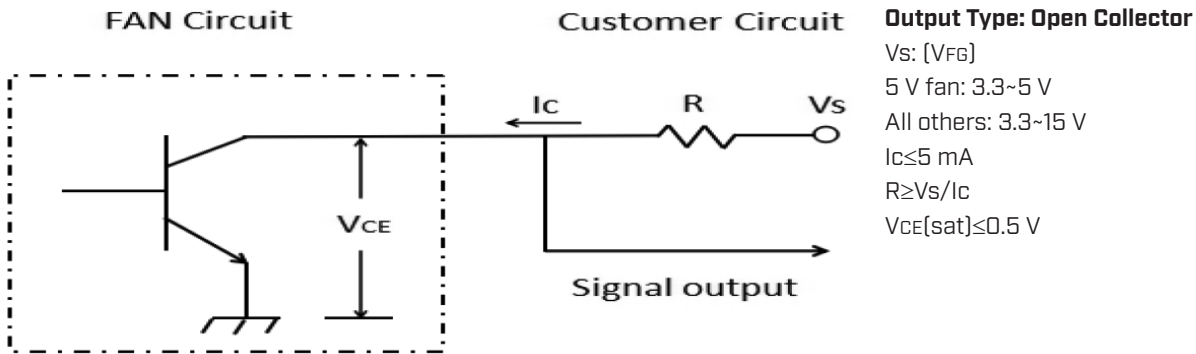 FAN Circuit
Customer Circuit
Ic
R
Vs
VCE
Signal output
Output Type: Open Collector
Vs: (VFG)
5 V fan: 3.3~5 V
All others: 3.3~15 V
Ic≤5 mA
R≥Vs/Ic
VCE(sat)≤0.5 V